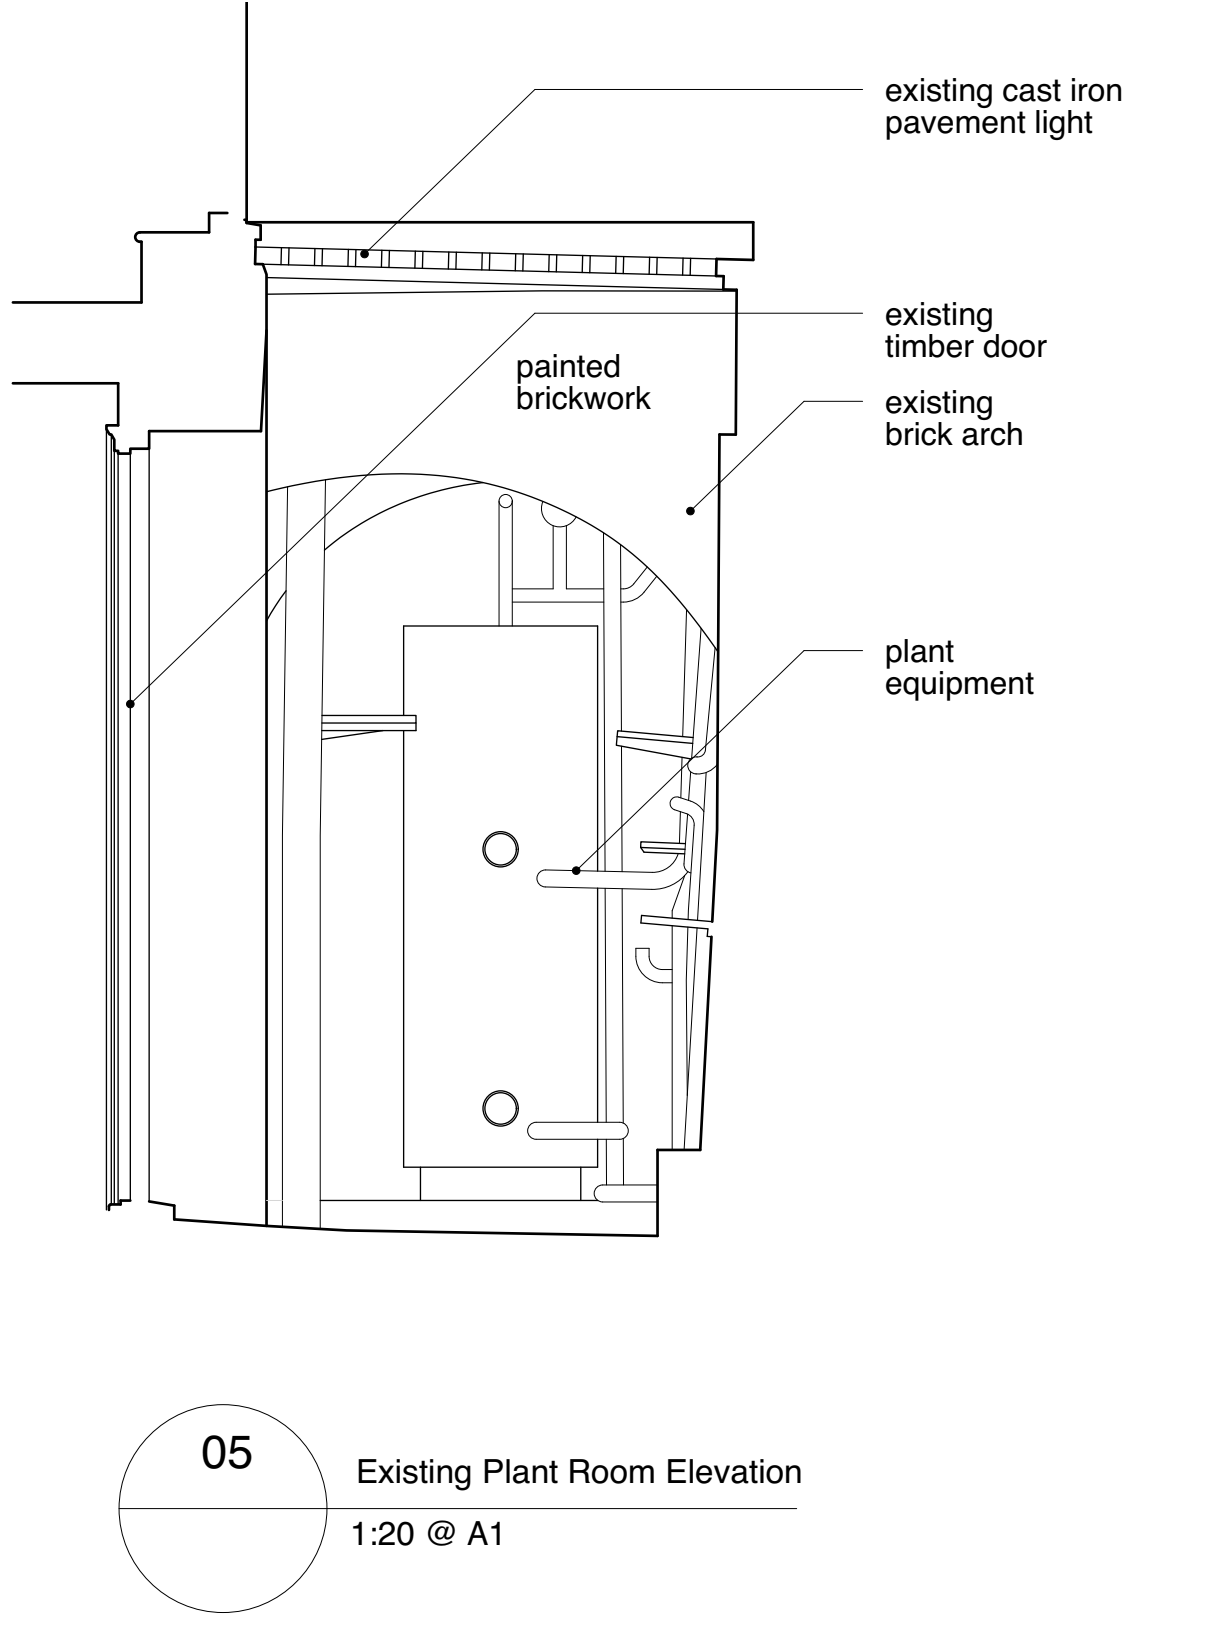 existing cast iron
pavement light
existing
timber door
painted
brickwork
existing
brick arch
plant
equipment
05
Existing Plant Room Elevation
1:20 @ A1